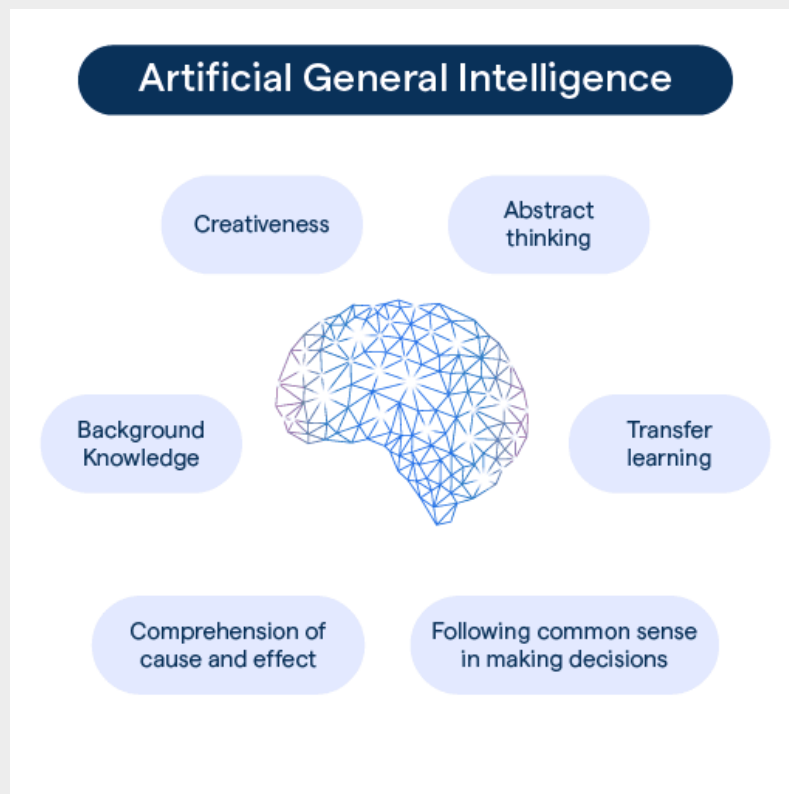 Artificial General Intelligence
Creativeness
Abstract
thinking
Background
Knowledge
Transfer
learning
Comprehension of
cause and effect
Following common sense
in making decisions